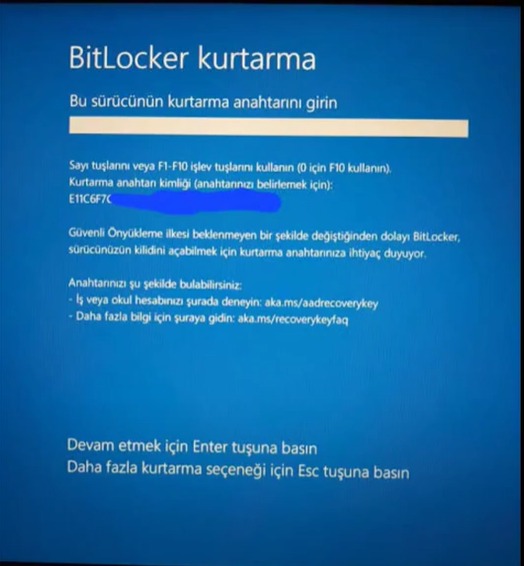 BitLocker kurtarma
Bu sürücünün kurtarma anahtarını girin
Sayı tuşlarını veya F1-F10 işlev tuşlarını kullanın (0 için F10 kullanın).
Kurtarma anahtarı kimliği (anahtarınızı belirlemek için):
E11C6F7C
Güvenli Önyükleme ilkesi beklenmeyen bir şekilde değiştiğinden dolayı BitLocker,
sürücünüzün kilidini açabilmek için kurtarma anahtarınıza ihtiyaç duyuyor.
Anahtarınızı şu şekilde bulabilirsiniz:
- İş veya okul hesabınızı şurada deneyin: aka.ms/aadrecoverykey
- Daha fazla bilgi için şuraya gidin: aka.ms/recoverykeyfaq
Devam etmek için Enter tuşuna basın
Daha fazla kurtarma seçeneği için Esc tuşuna basın